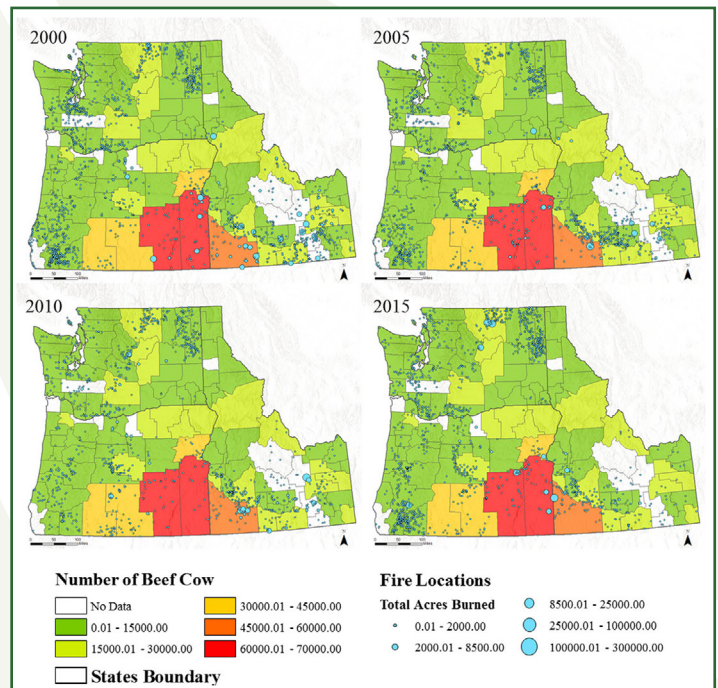 2000
2005
2010
2015
Number of Beef Cow
No Data
0.01 - 15000.00
15000.01 - 30000.00
30000.01 - 45000.00
45000.01 - 60000.00
60000.01 - 70000.00
States Boundary
Fire Locations
Total Acres Burned
0.01 - 2000.00
2000.01 - 8500.00
8500.01 - 25000.00
25000.01 - 100000.00
100000.01 - 300000.00